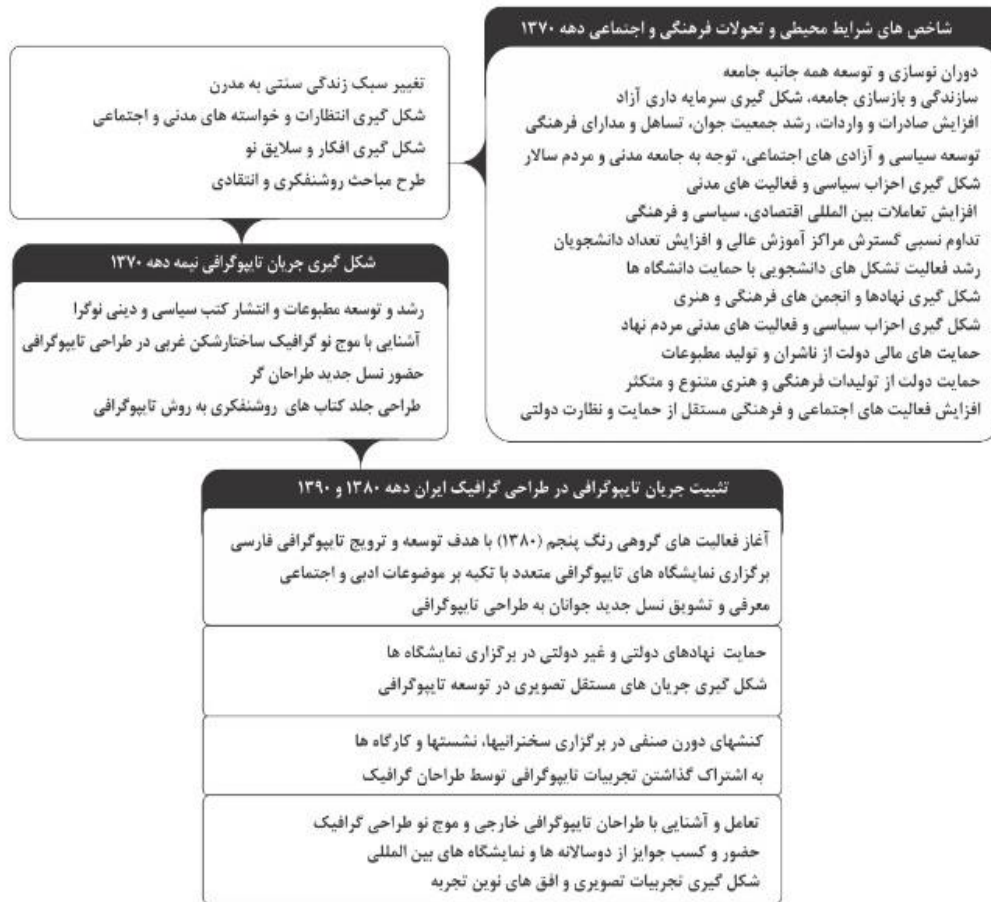 شاخص های شرایط محیطی و تحولات فرهنگی و اجتماعی دهه ۱۳۷۰
دوران نوسازی و توسعه همه جانبه جامعه
سازندگی و بازسازی جامعه، شکل گیری سرمایه داری آزاد
افزایش صادرات و واردات، رشد جمعیت جوان، تساهل و مدارای فرهنگی
توسعه سیاسی و آزادی های اجتماعی، توجه به جامعه مدنی و مردم سالار
شکل گیری احزاب سیاسی و فعالیت های مدنی
افزایش تعاملات بین المللی اقتصادی، سیاسی و فرهنگی
تداوم نسبی گسترش مراکز آموزش عالی و افزایش تعداد دانشجویان
رشد فعالیت تشکل های دانشجویی با حمایت دانشگاه ها
شکل گیری نهادها و انجمن های فرهنگی و هنری
شکل گیری احزاب سیاسی و فعالیت های مدنی مردم نهاد
حمایت های مالی دولت از ناشران و تولید مطبوعات
حمایت دولت از تولیدات فرهنگی و هنری متنوع و متکثر
افزایش فعالیت های اجتماعی و فرهنگی مستقل از حمایت و نظارت دولتی
تغییر سبک زندگی سنتی به مدرن
شکل گیری انتظارات و خواسته های مدنی و اجتماعی
شکل گیری افکار و سلایق نو
طرح مباحث روشنفکری و انتقادی
شکل گیری جریان تایپوگرافی نیمه دهه ۱۳۷۰
رشد و توسعه مطبوعات و انتشار کتب سیاسی و دینی نوگرا
آشنایی با موج نو گرافیک ساختارشکن غربی در طراحی تایپوگرافی
حضور نسل جدید طراحان گر
طراحی جلد کتاب های روشنفکری به روش تایپوگرافی
تثبیت جریان تایپوگرافی در طراحی گرافیک ایران دهه ۱۳۸۰ و ۱۳۹۰
آغاز فعالیت های گروهی رنگ پنجم (۱۳۸۰) با هدف توسعه و ترویج تایپوگرافی فارسی
برگزاری نمایشگاه های تایپوگرافی متعدد با تکیه بر موضوعات ادبی و اجتماعی
معرفی و تشویق نسل جدید جوانان به طراحی تایپوگرافی
حمایت نهادهای دولتی و غیر دولتی در برگزاری نمایشگاه ها
شکل گیری جریان های مستقل تصویری در توسعه تایپوگرافی
کنشهای دورن صنفی در برگزاری سخنرانیها، نشستها و کارگاه ها
به اشتراک گذاشتن تجربیات تایپوگرافی توسط طراحان گرافیک
تعامل و آشنایی با طراحان تایپوگرافی خارجی و موج نو طراحی گرافیک
حضور و کسب جوایز از دوسالانه ها و نمایشگاه های بین المللی
شکل گیری تجربیات تصویری و افق های نوین تجربه